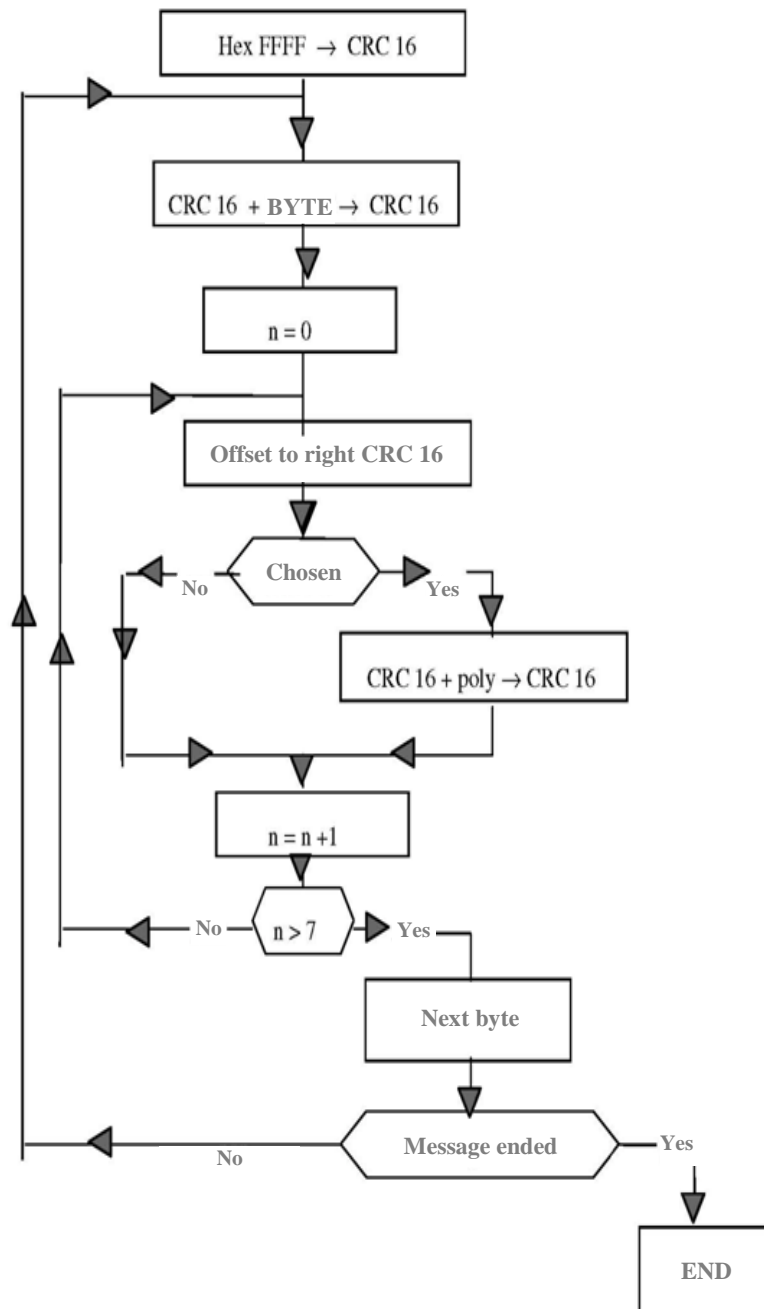 Hex FFFF → CRC 16
CRC 16 + BYTE → CRC 16
n = 0
Offset to right CRC 16
Chosen
No
Yes
CRC 16 + poly → CRC 16
n = n +1
n > 7
No
Yes
Next byte
Message ended
No
Yes
END